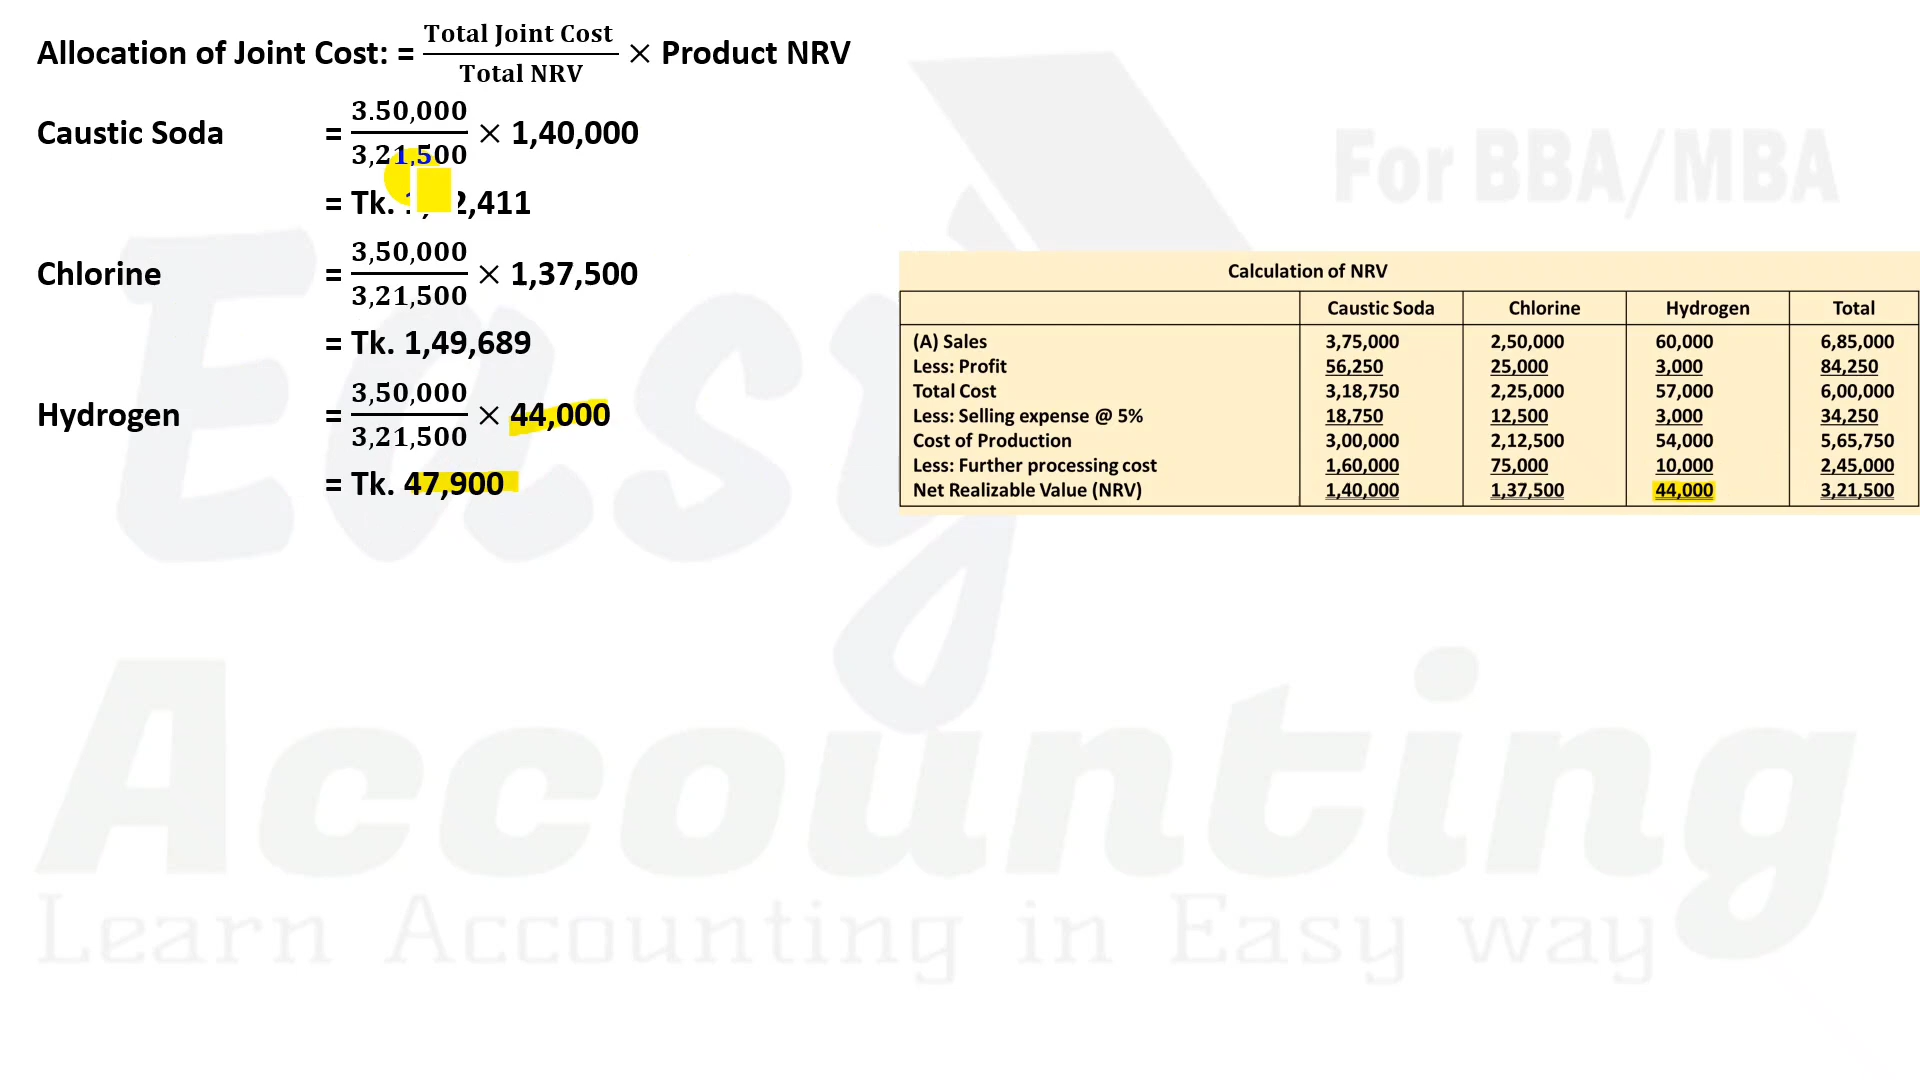 Allocation of Joint Cost: = Total Joint Cost / Total NRV × Product NRV
Caustic Soda = 3.50,000 / 3,21,500 × 1,40,000
= Tk. 2,411
Chlorine = 3,50,000 / 3,21,500 × 1,37,500
= Tk. 1,49,689
Hydrogen = 3,50,000 / 3,21,500 × 44,000
= Tk. 47,900
For BBA/MBA
Calculation of NRV
Caustic Soda Chlorine Hydrogen Total
(A) Sales 3,75,000 2,50,000 60,000 6,85,000
Less: Profit 56,250 25,000 3,000 84,250
Total Cost 3,18,750 2,25,000 57,000 6,00,000
Less: Selling expense @ 5% 18,750 12,500 3,000 34,250
Cost of Production 3,00,000 2,12,500 54,000 5,65,750
Less: Further processing cost 1,60,000 75,000 10,000 2,45,000
Net Realizable Value (NRV) 1,40,000 1,37,500 44,000 3,21,500
Easy
Accounting
Learn Accounting in Easy way